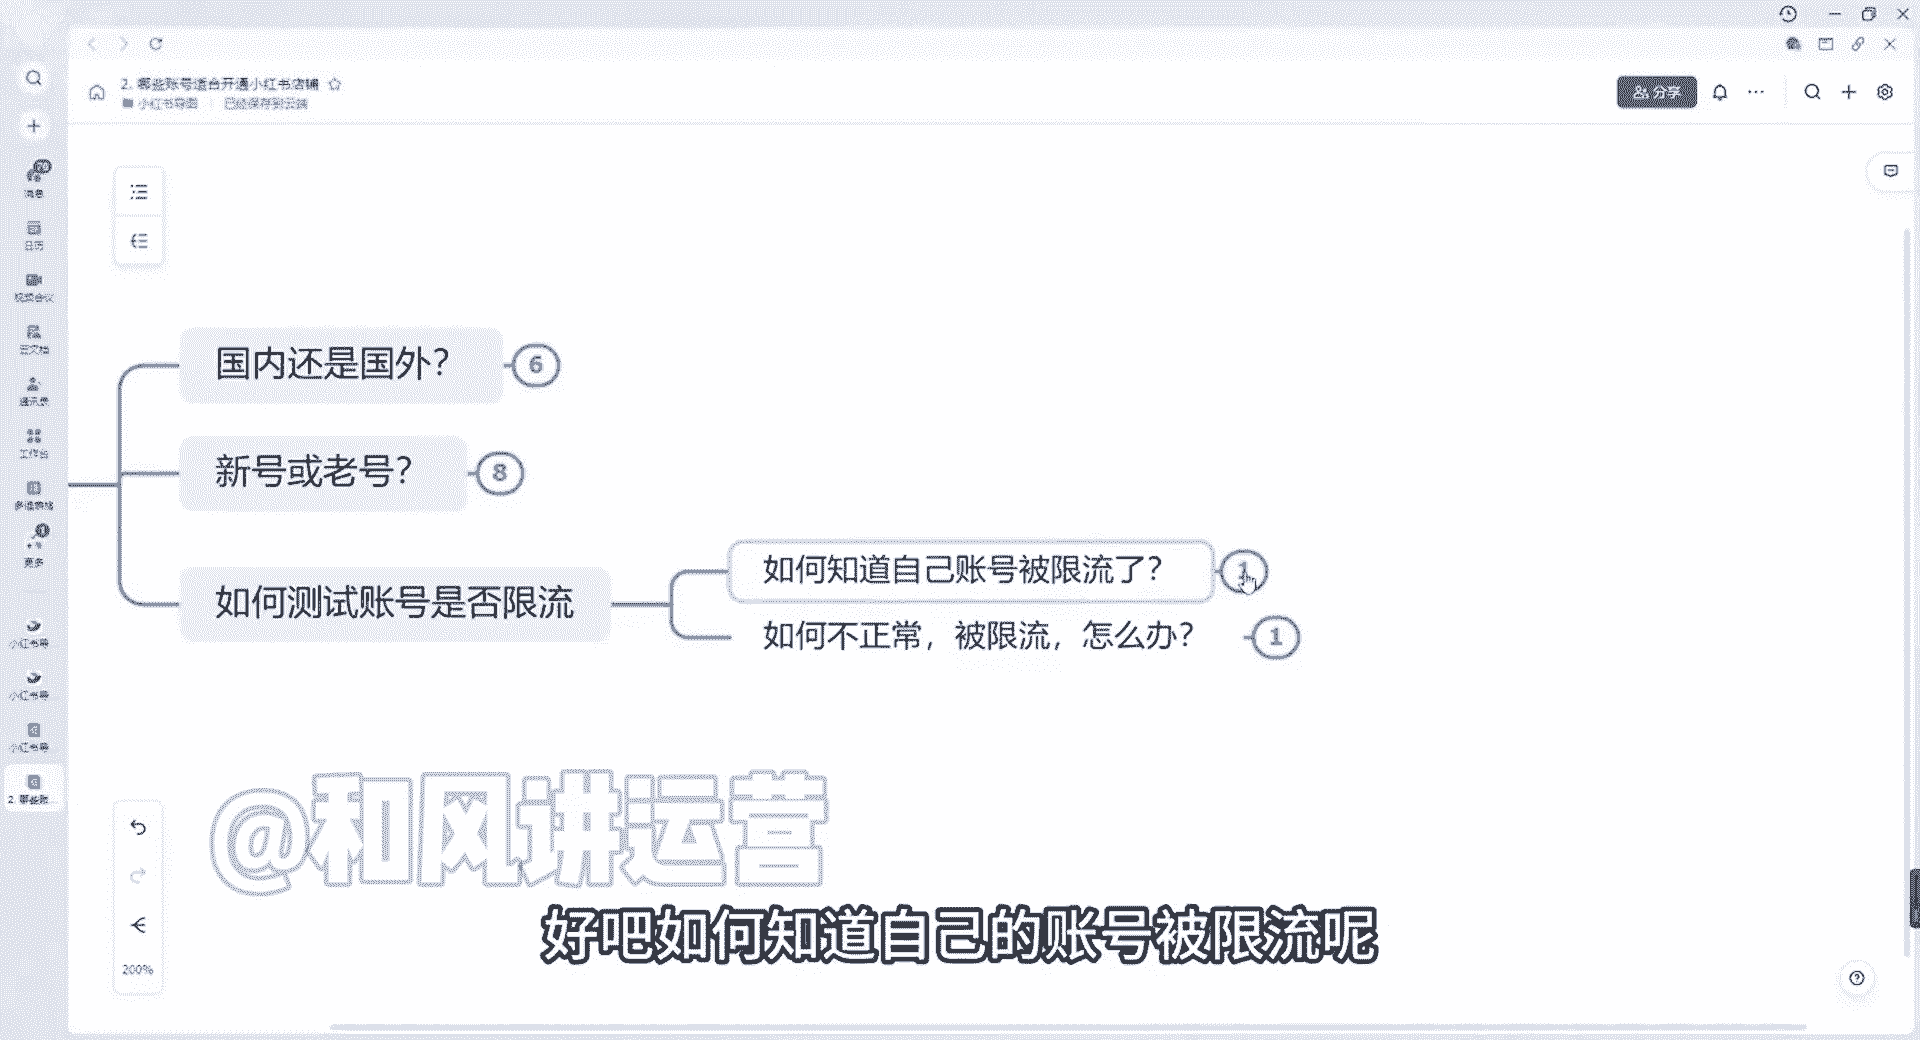 2. 哪些账号适合开通小红书店铺
小红书导图
已经保存到云端
分享
消息
日历
视频会议
云文档
通讯录
工作台
多维表格
更多
小红书导
小红书导
小红书导
2. 哪些账...
国内还是国外?
6
新号或老号?
8
如何测试账号是否限流
如何知道自己账号被限流了?
1
如何不正常，被限流，怎么办?
1
@和风讲运营
好吧如何知道自己的账号被限流呢
200%